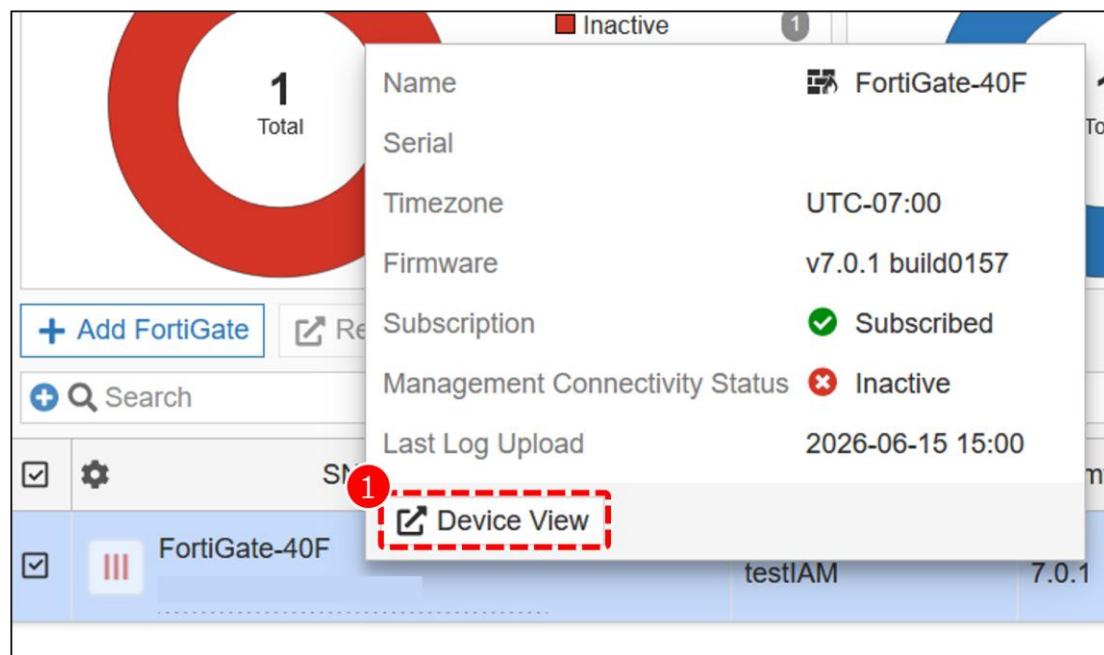 Inactive 1
1
Total
Name FortiGate-40F
Serial
Timezone UTC-07:00
Firmware v7.0.1 build0157
Subscription Subscribed
Management Connectivity Status Inactive
Last Log Upload 2026-06-15 15:00
1
Device View
Add FortiGate
Re
Search
SN
FortiGate-40F
testIAM
7.0.1